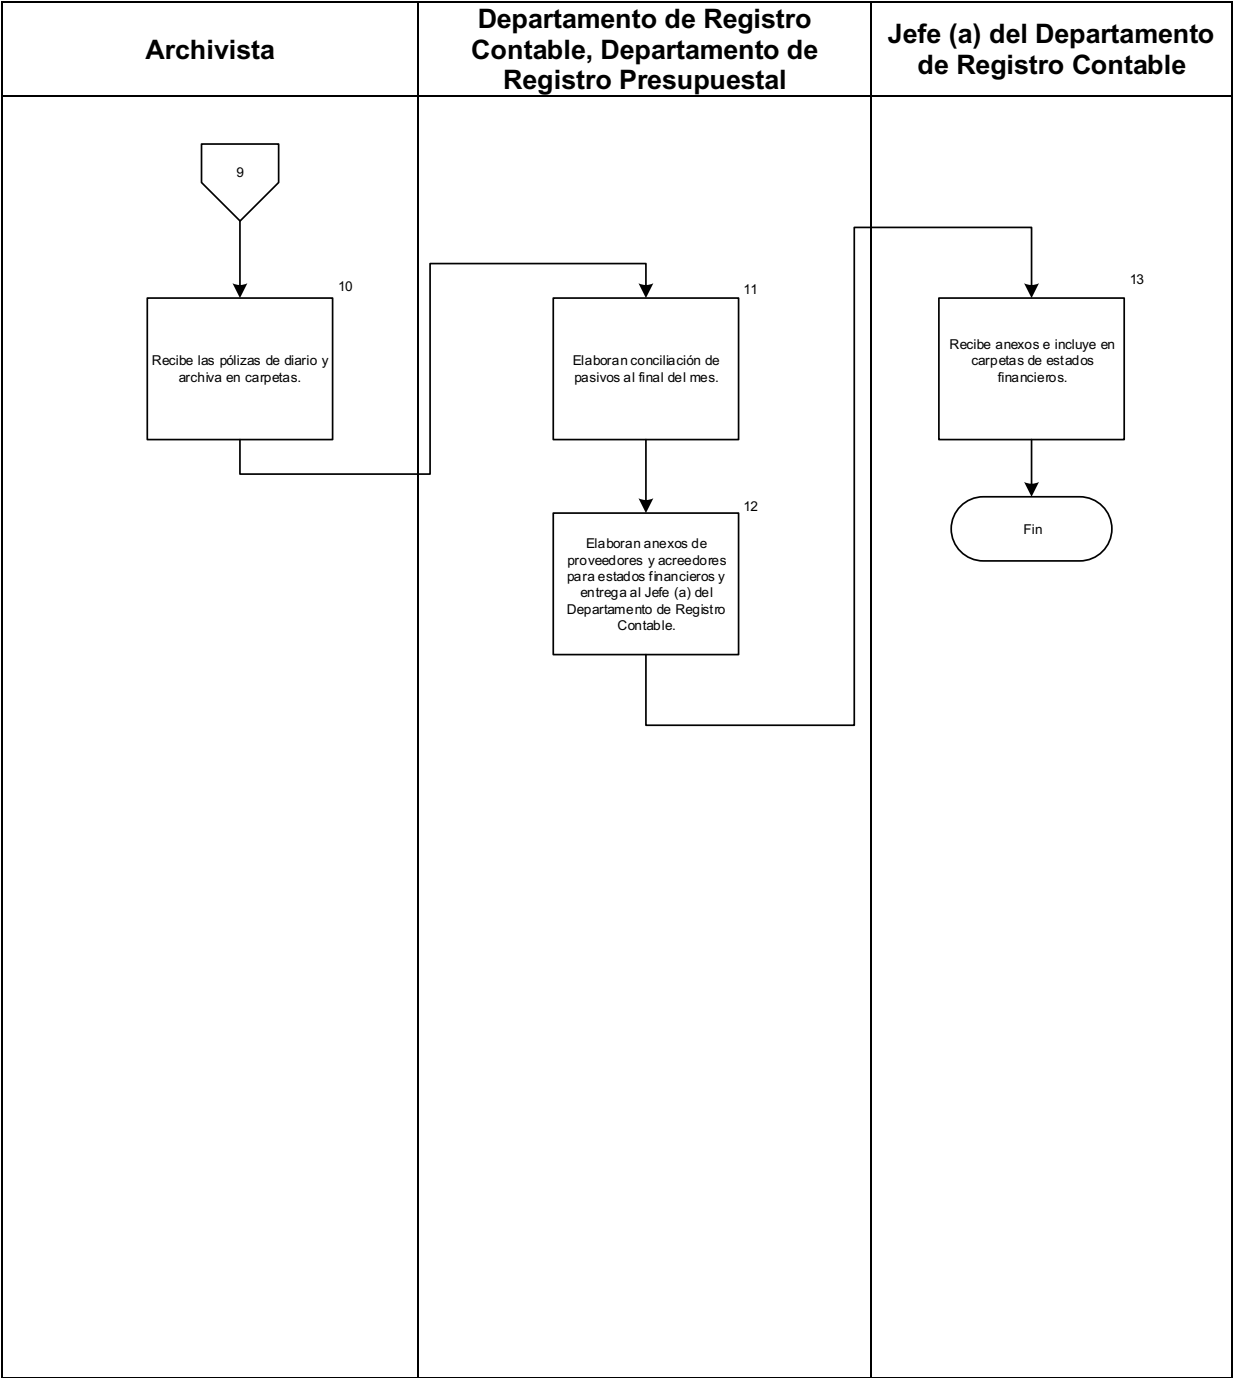 Archivista
Departamento de Registro
Contable, Departamento de
Registro Presupuestal
Jefe (a) del Departamento
de Registro Contable
9
10
Recibe las pólizas de diario y
archiva en carpetas.
11
Elaboran conciliación de
pasivos al final del mes.
12
Elaboran anexos de
proveedores y acreedores
para estados financieros y
entrega al Jefe (a) del
Departamento de Registro
Contable.
13
Recibe anexos e incluye en
carpetas de estados
financieros.
Fin